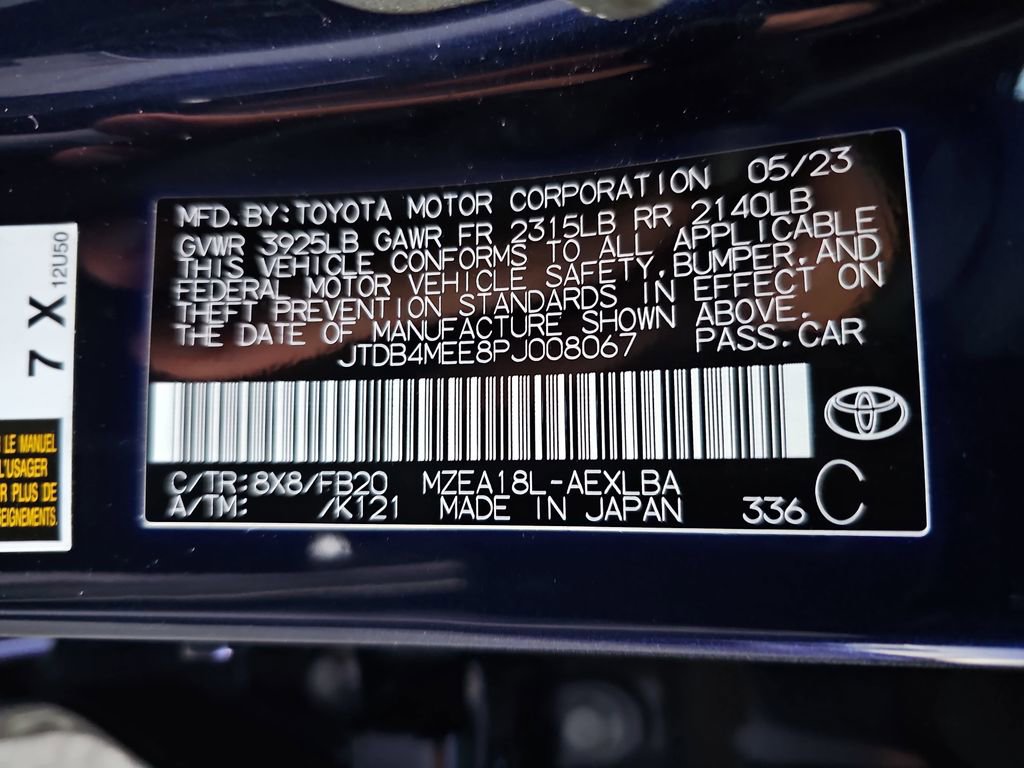 MFD. BY: TOYOTA MOTOR CORPORATION 05/23
GVWR 3925LB GAWR FR 2315LB RR 2140LB
THIS VEHICLE CONFORMS TO ALL APPLICABLE
FEDERAL MOTOR VEHICLE SAFETY, BUMPER, AND
THEFT PREVENTION STANDARDS IN EFFECT ON
THE DATE OF MANUFACTURE SHOWN ABOVE.
JTDB4MEE8PJ008067 PASS. CAR
C/TR: 8X8/FB20 MZEA18L-AEXLBA
A/TM: /K121 MADE IN JAPAN 336 C
7 X 12U50
LE MANUEL
L'USAGER
R PLUS DE
SEIGNEMENTS.